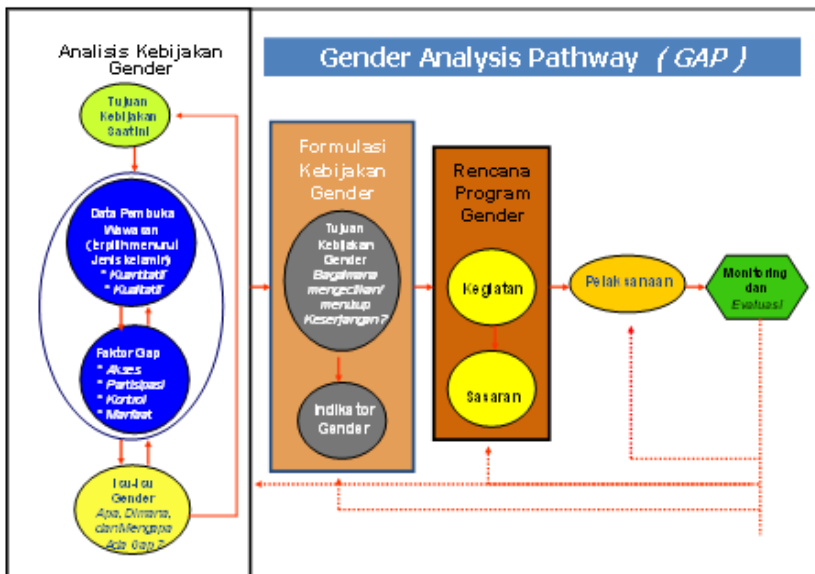 Analisis Kebijakan
Gender
Gender Analysis Pathway ( GAP )
Tujuan
Kebijakan
Saat ini
Data Pembuka
Wawasan
(Terpilih menurut
Jenis kelamin)
* Kuantitatif
* Kualitatif
Faktor Gap
* Akses
* Partisipasi
* Kontrol
* Manfaat
Isu-Isu
Gender
Apa, Dimana,
dan Mengapa
Ada Gap ?
Formulasi
Kebijakan
Gender
Tujuan
Kebijakan
Gender
Bagaimana
mengecilkan/
menutup
Kesenjangan ?
Indikator
Gender
Rencana
Program
Gender
Kegiatan
Sasaran
Pelaksanaan
Monitoring
dan
Evaluasi